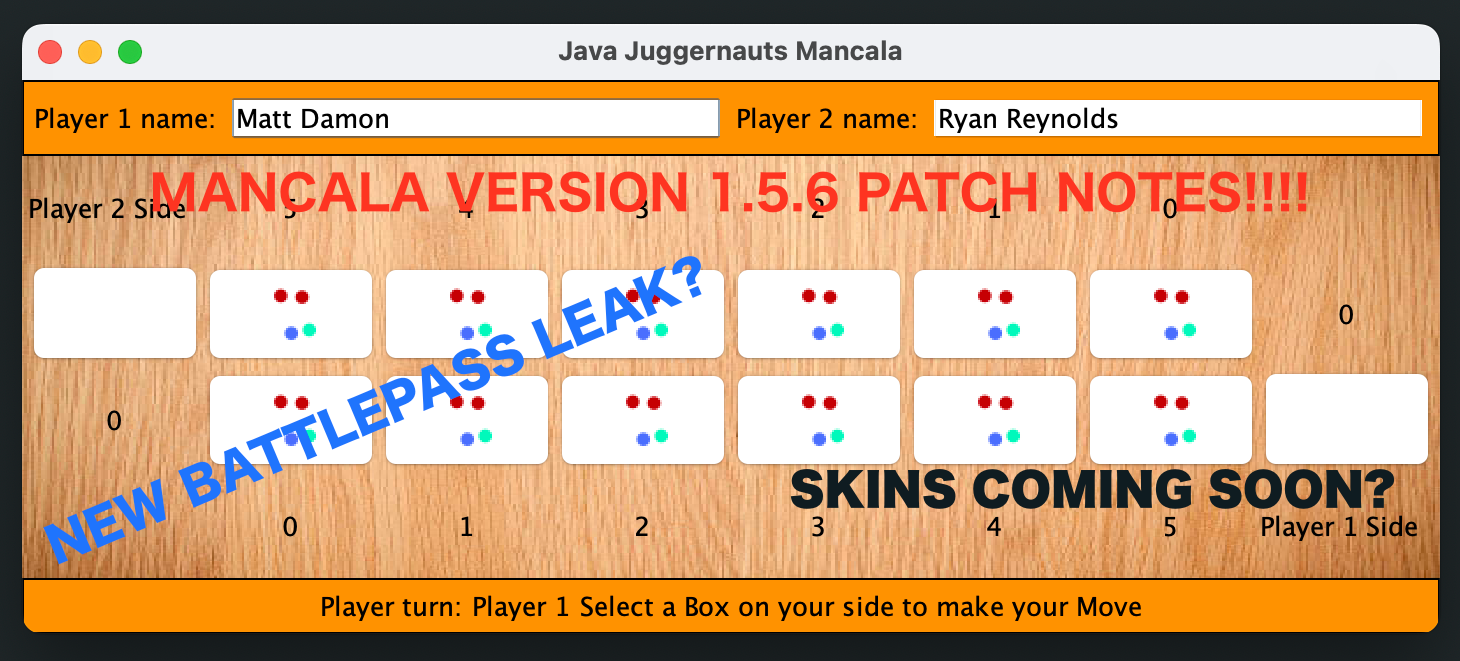 Java Juggernauts Mancala
Player 1 name: Matt Damon Player 2 name: Ryan Reynolds
MANCALA VERSION 1.5.6 PATCH NOTES!!!!
Player 2 Side 5 4 3 2 1 0
NEW BATTLEPASS LEAK?
0
0
SKINS COMING SOON?
0 1 2 3 4 5 Player 1 Side
Player turn: Player 1 Select a Box on your side to make your Move